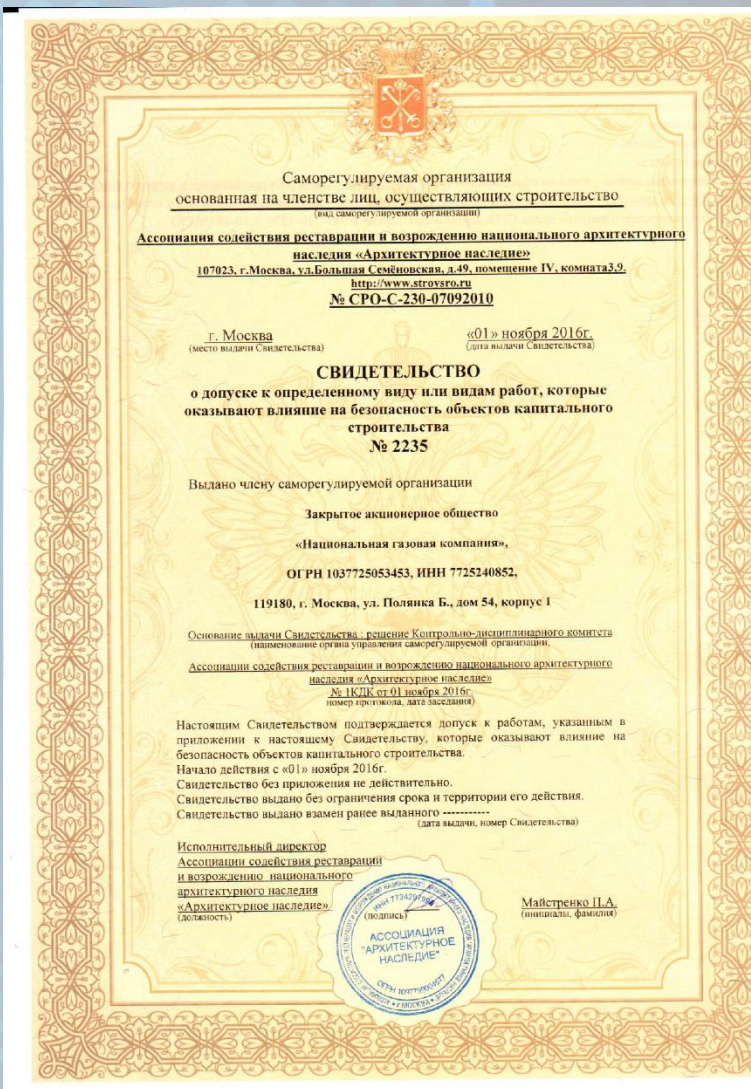 Саморегулируемая организация
основанная на членстве лиц, осуществляющих строительство
(вид саморегулируемой организации)
Ассоциация содействия реставрации и возрождению национального архитектурного
наследия «Архитектурное наследие»
107023, г.Москва, ул.Большая Семёновская, д.49, помещение IV, комната3,9.
http://www.stroysro.ru
№ СРО-С-230-07092010
г. Москва
(место выдачи Свидетельства)
«01» ноября 2016г.
(дата выдачи Свидетельства)
СВИДЕТЕЛЬСТВО
о допуске к определенному виду или видам работ, которые
оказывают влияние на безопасность объектов капитального
строительства
№ 2235
Выдано члену саморегулируемой организации
Закрытое акционерное общество
«Национальная газовая компания»,
ОГРН 1037725053453, ИНН 7725240852,
119180, г. Москва, ул. Полянка Б., дом 54, корпус 1
Основание выдачи Свидетельства : решение Контрольно-дисциплинарного комитета
(наименование органа управления саморегулируемой организации,
Ассоциации содействия реставрации и возрождению национального архитектурного
наследия «Архитектурное наследие»
№ 1КДК от 01 ноября 2016г
номер протокола, дата заседания)
Настоящим Свидетельством подтверждается допуск к работам, указанным в
приложении к настоящему Свидетельству, которые оказывают влияние на
безопасность объектов капитального строительства.
Начало действия с «01» ноября 2016г.
Свидетельство без приложения не действительно.
Свидетельство выдано без ограничения срока и территории его действия.
Свидетельство выдано взамен ранее выданного ----------
(дата выдачи, номер Свидетельства)
Исполнительный директор
Ассоциации содействия реставрации
и возрождению национального
архитектурного наследия
«Архитектурное наследие»
(должность)
(подпись)
Майстренко П.А.
(инициалы, фамилия)
АССОЦИАЦИЯ
"АРХИТЕКТУРНОЕ
НАСЛЕДИЕ"